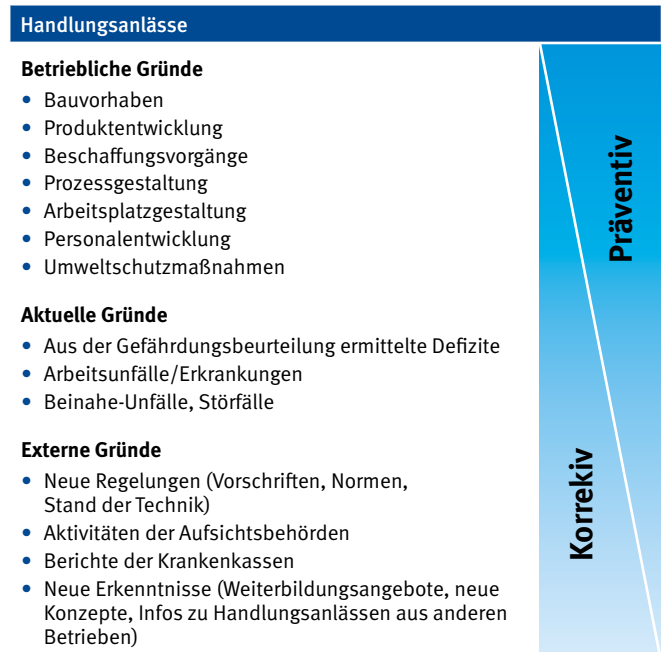 Handlungsanlässe
Betriebliche Gründe
• Bauvorhaben
• Produktentwicklung
• Beschaffungsvorgänge
• Prozessgestaltung
• Arbeitsplatzgestaltung
• Personalentwicklung
• Umweltschutzmaßnahmen
Aktuelle Gründe
• Aus der Gefährdungsbeurteilung ermittelte Defizite
• Arbeitsunfälle/Erkrankungen
• Beinahe-Unfälle, Störfälle
Externe Gründe
• Neue Regelungen (Vorschriften, Normen,
Stand der Technik)
• Aktivitäten der Aufsichtsbehörden
• Berichte der Krankenkassen
• Neue Erkenntnisse (Weiterbildungsangebote, neue
Konzepte, Infos zu Handlungsanlässen aus anderen
Betrieben)
Präventiv
Korrekiv